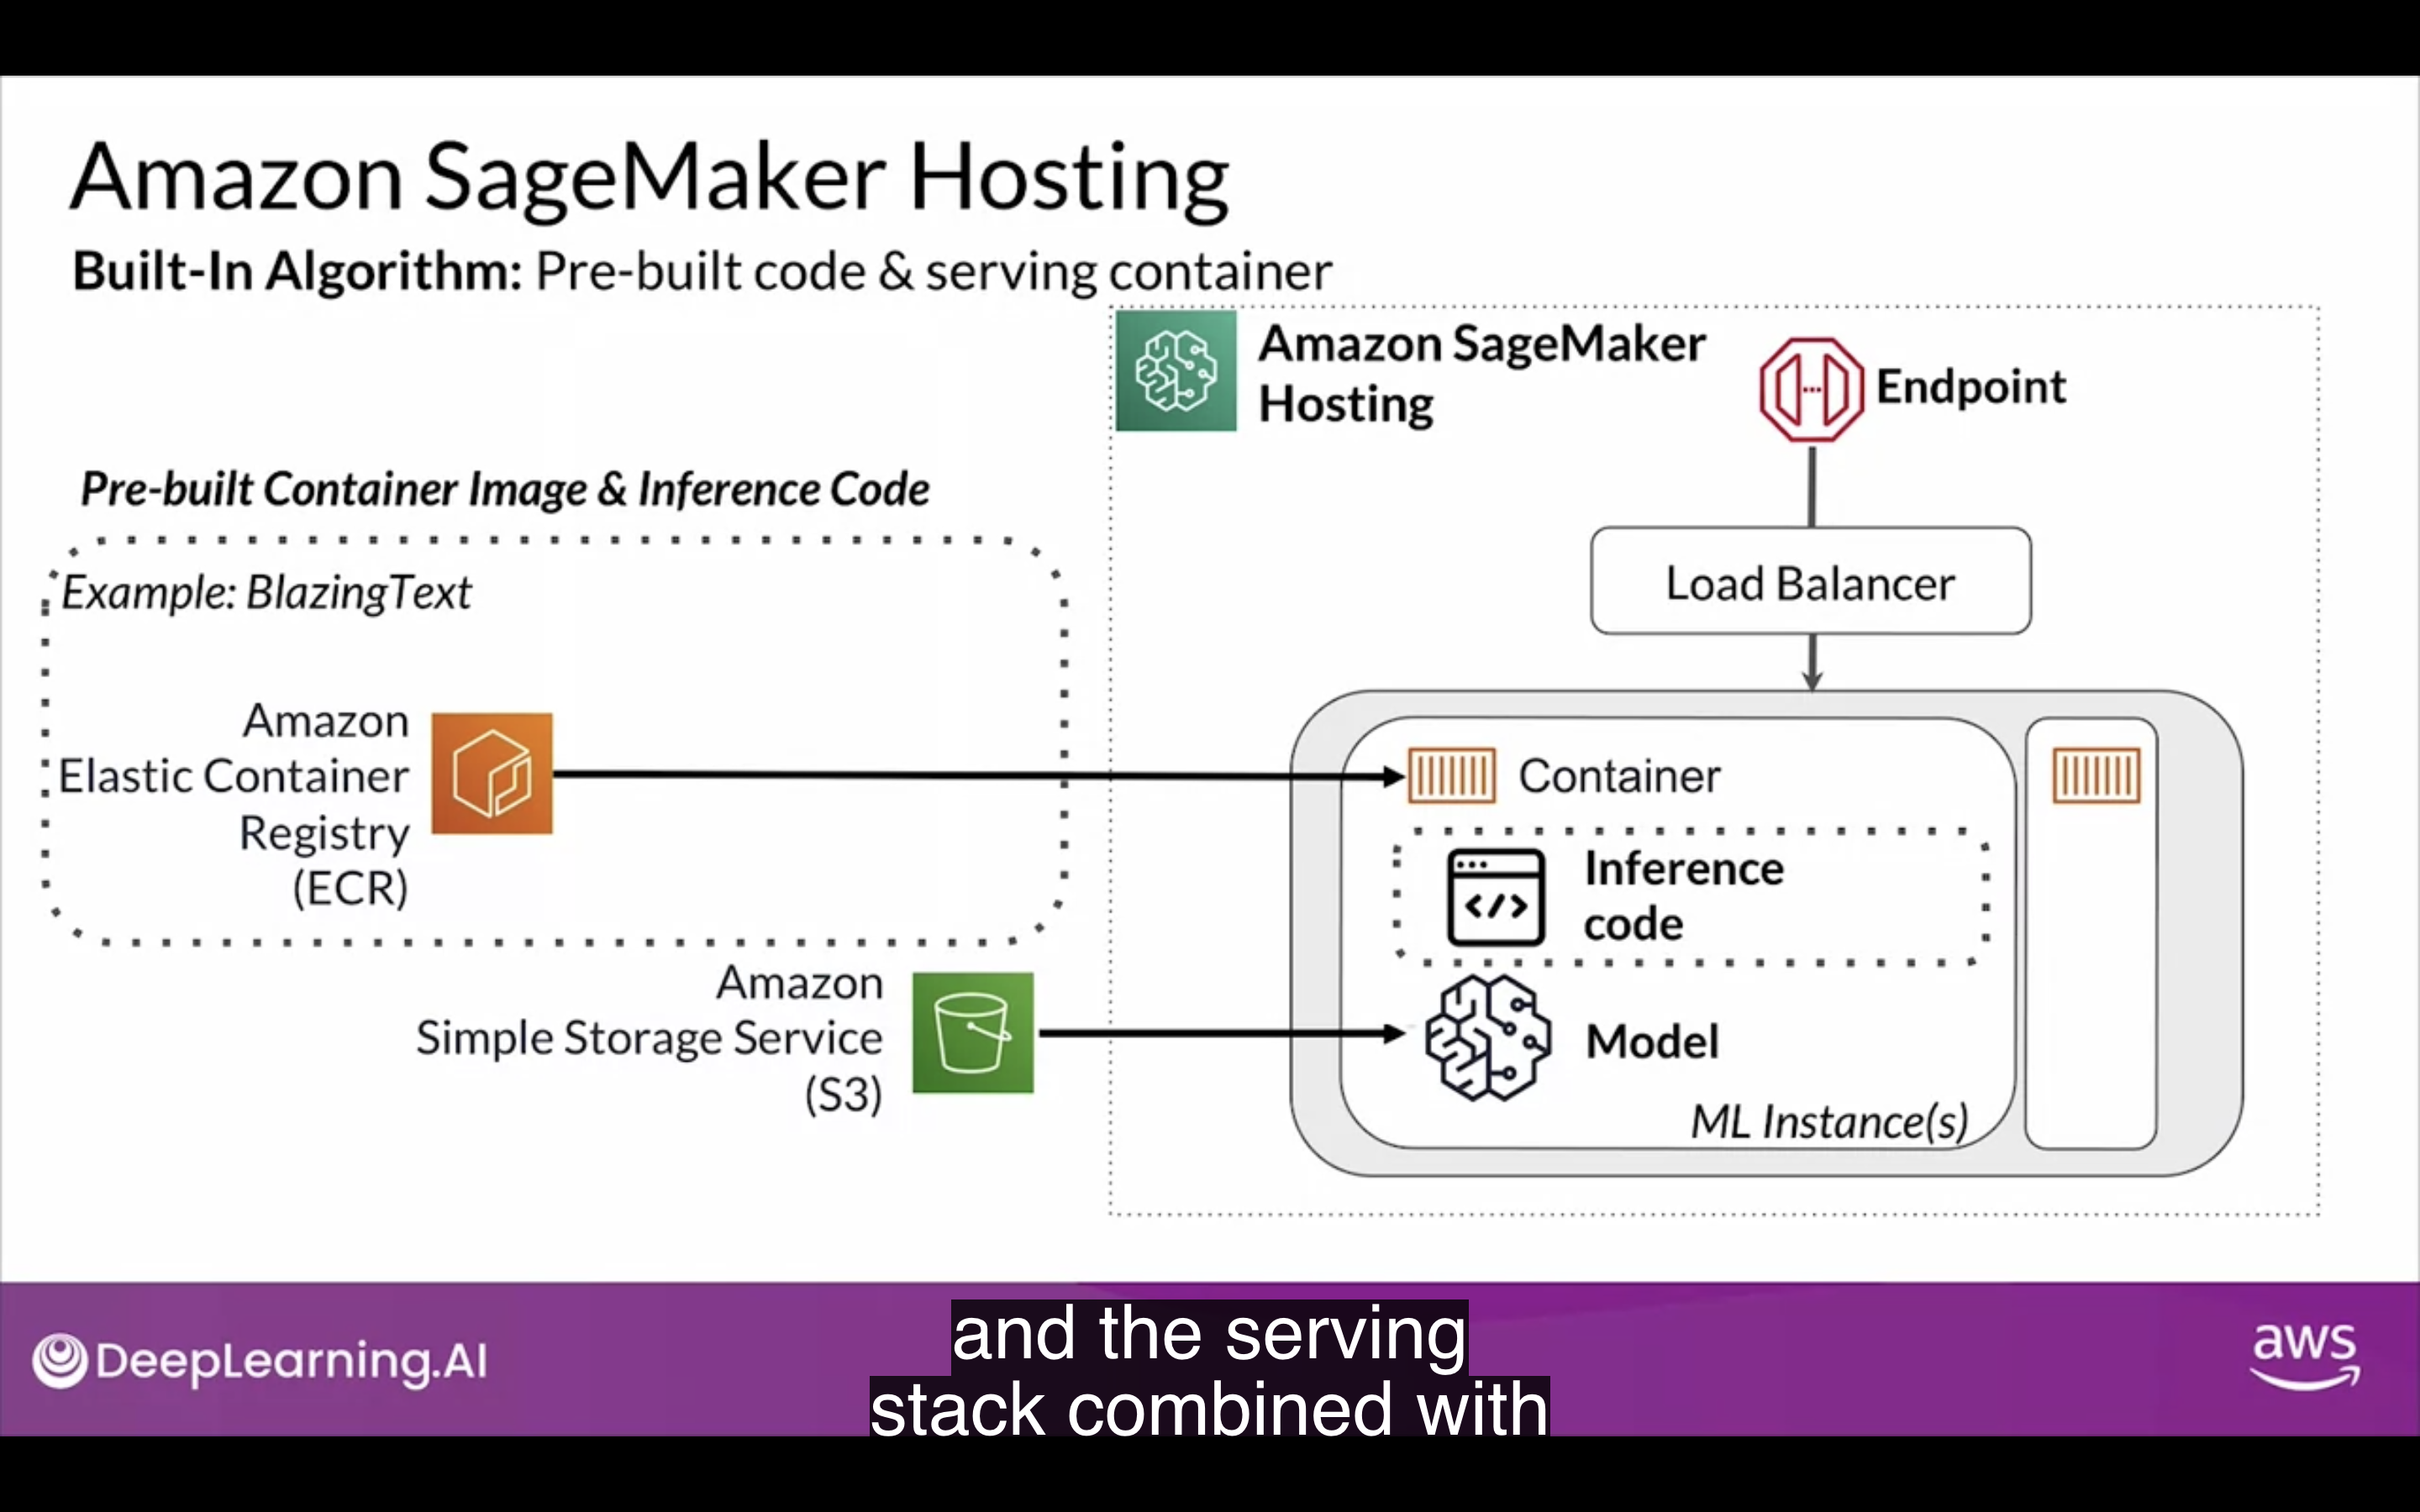 Amazon SageMaker Hosting
Built-In Algorithm: Pre-built code & serving container
Amazon SageMaker
Hosting
Endpoint
Pre-built Container Image & Inference Code
Load Balancer
Example: BlazingText
Amazon
Elastic Container
Registry
(ECR)
Container
Inference
code
Amazon
Simple Storage Service
(S3)
Model
ML Instance(s)
DeepLearning.AI
aws
and the serving
stack combined with